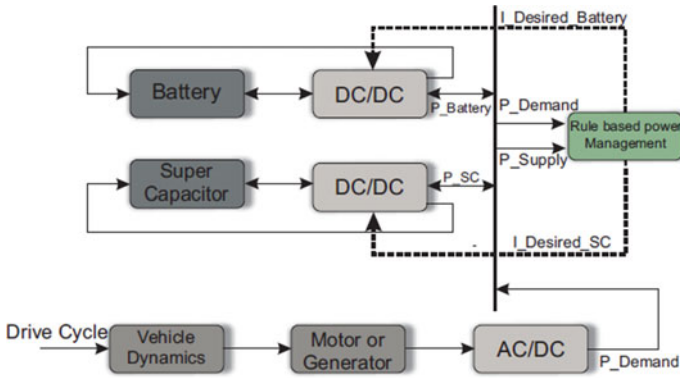 I_Desired_Battery
Battery
DC/DC
P_Battery
P_Demand
Rule based power
Management
P_Supply
Super
Capacitor
DC/DC
P_SC
I_Desired_SC
Drive Cycle
Vehicle
Dynamics
Motor or
Generator
AC/DC
P_Demand